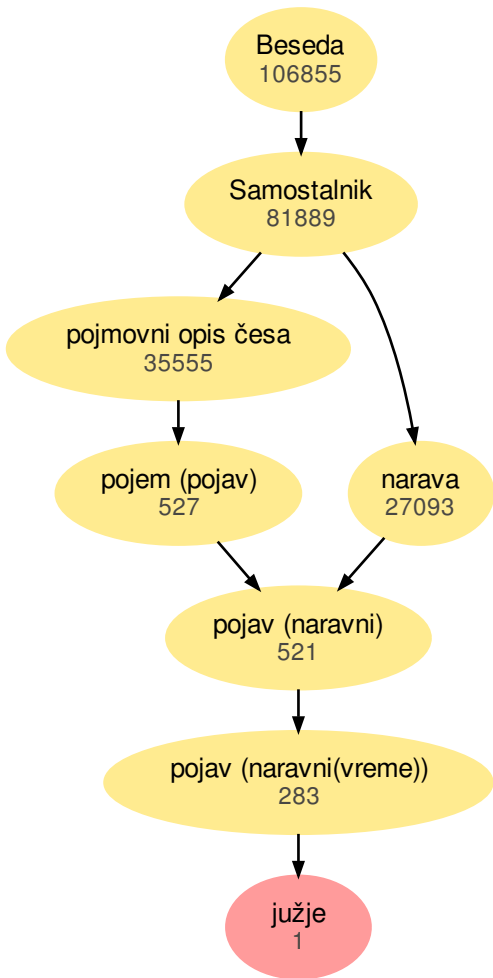 Beseda
106855
Samostalnik
81889
pojmovni opis česa
35555
pojem (pojav)
527
narava
27093
pojav (naravni)
521
pojav (naravni(vreme))
283
južje
1